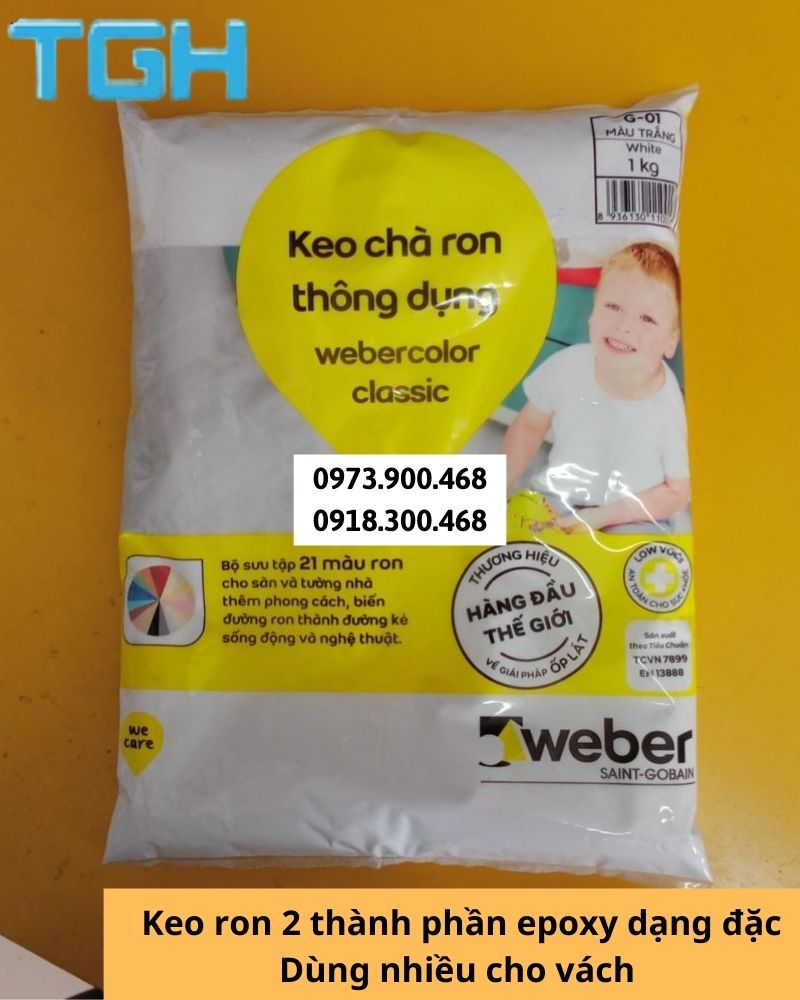 TGH
G-01
MÀU TRẮNG
White
1 kg
Keo chà ron
thông dụng
webercolor
classic
0973.900.468
0918.300.468
Bộ sưu tập 21 màu ron
cho sàn và tường nhà
thêm phong cách, biến
đường ron thành đường kẻ
sống động và nghệ thuật.
THƯƠNG HIỆU
HÀNG ĐẦU
THẾ GIỚI
VỀ GIẢI PHÁP ỐP LÁT
LOW VOCs
AN TOÀN CHO SỨC KHỎE
Sản xuất
theo Tiêu Chuẩn
TCVN 7899
EN 13888
we
care
weber
SAINT-GOBAIN
Keo ron 2 thành phần epoxy dạng đặc
Dùng nhiều cho vách